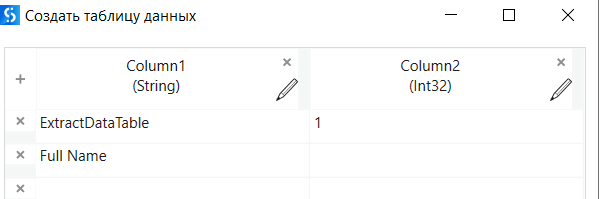 Создать таблицу данных
Column1 Column2
(String) (Int32)
ExtractDataTable 1
Full Name